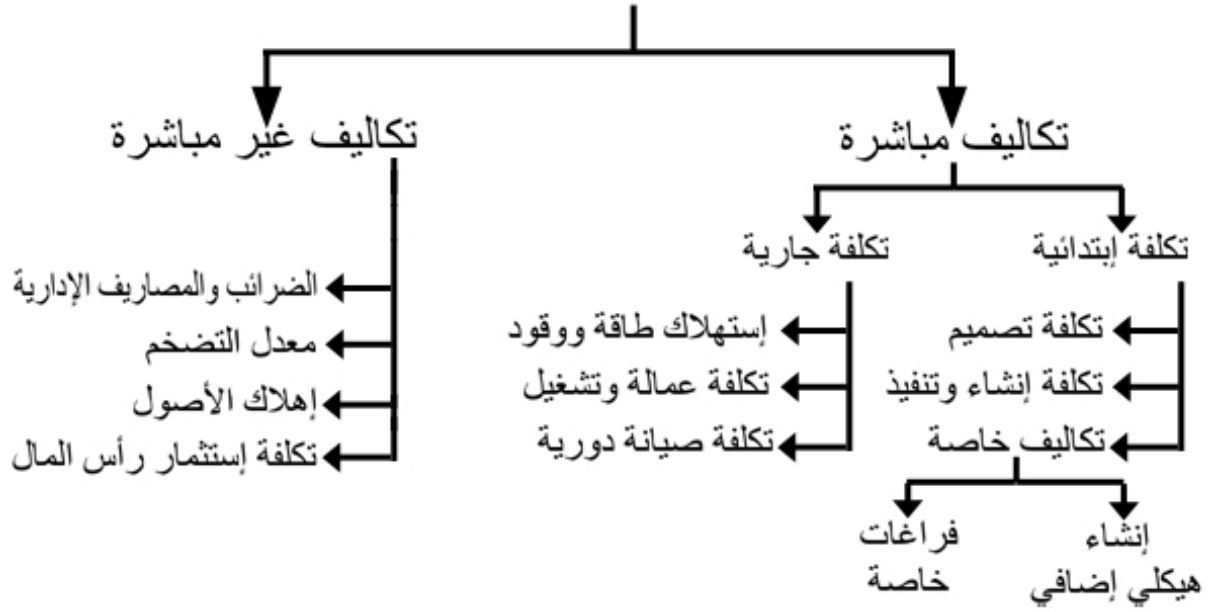 تكاليف مباشرة
تكلفة إبتدائية
تكلفة تصميم
تكلفة إنشاء وتنفيذ
تكاليف خاصة
إنشاء
هيكلي إضافي
فراغات
خاصة
تكلفة جارية
إستهلاك طاقة ووقود
تكلفة عمالة وتشغيل
تكلفة صيانة دورية
تكاليف غير مباشرة
الضرائب والمصاريف الإدارية
معدل التضخم
إهلاك الأصول
تكلفة إستثمار رأس المال